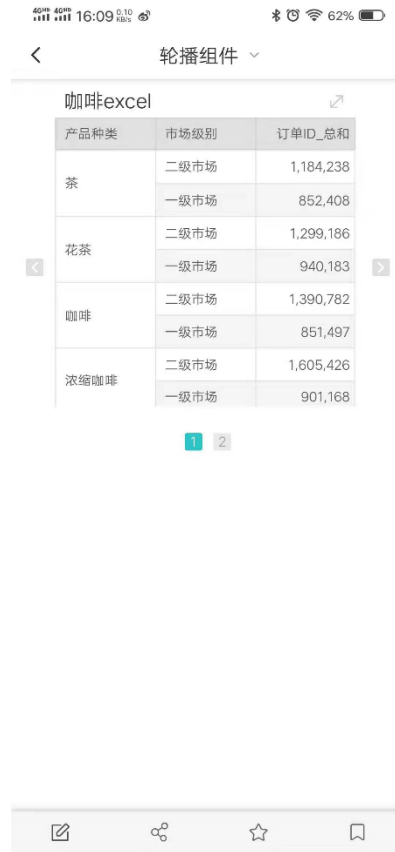 4GHD 4GHD 16:09 0.10 KB/s 62%
轮播组件
咖啡excel
产品种类 市场级别 订单ID_总和
茶 二级市场 1,184,238
一级市场 852,408
花茶 二级市场 1,299,186
一级市场 940,183
咖啡 二级市场 1,390,782
一级市场 851,497
浓缩咖啡 二级市场 1,605,426
一级市场 901,168
1 2